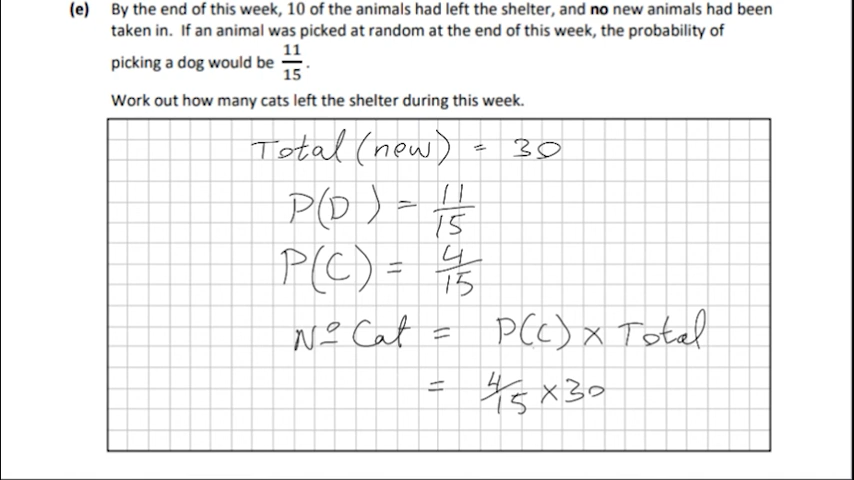 (e) By the end of this week, 10 of the animals had left the shelter, and no new animals had been
taken in. If an animal was picked at random at the end of this week, the probability of
picking a dog would be 11/15.
Work out how many cats left the shelter during this week.
Total (new) = 30
P(D) = 11/15
P(C) = 4/15
Nº Cat = P(C) × Total
= 4/15 × 30